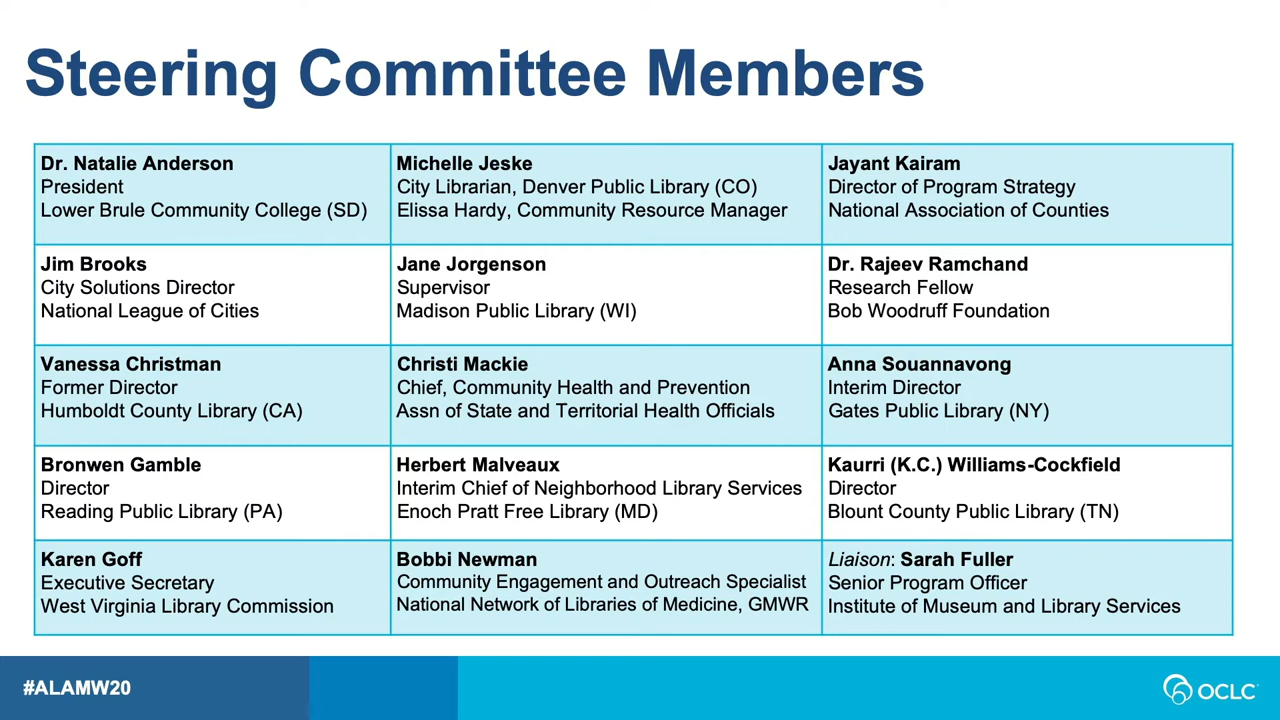 Steering Committee Members
Dr. Natalie Anderson
President
Lower Brule Community College (SD)
Michelle Jeske
City Librarian, Denver Public Library (CO)
Elissa Hardy, Community Resource Manager
Jayant Kairam
Director of Program Strategy
National Association of Counties
Jim Brooks
City Solutions Director
National League of Cities
Jane Jorgenson
Supervisor
Madison Public Library (WI)
Dr. Rajeev Ramchand
Research Fellow
Bob Woodruff Foundation
Vanessa Christman
Former Director
Humboldt County Library (CA)
Christi Mackie
Chief, Community Health and Prevention
Assn of State and Territorial Health Officials
Anna Souannavong
Interim Director
Gates Public Library (NY)
Bronwen Gamble
Director
Reading Public Library (PA)
Herbert Malveaux
Interim Chief of Neighborhood Library Services
Enoch Pratt Free Library (MD)
Kaurri (K.C.) Williams-Cockfield
Director
Blount County Public Library (TN)
Karen Goff
Executive Secretary
West Virginia Library Commission
Bobbi Newman
Community Engagement and Outreach Specialist
National Network of Libraries of Medicine, GMWR
Liaison: Sarah Fuller
Senior Program Officer
Institute of Museum and Library Services
#ALAMW20
OCLC